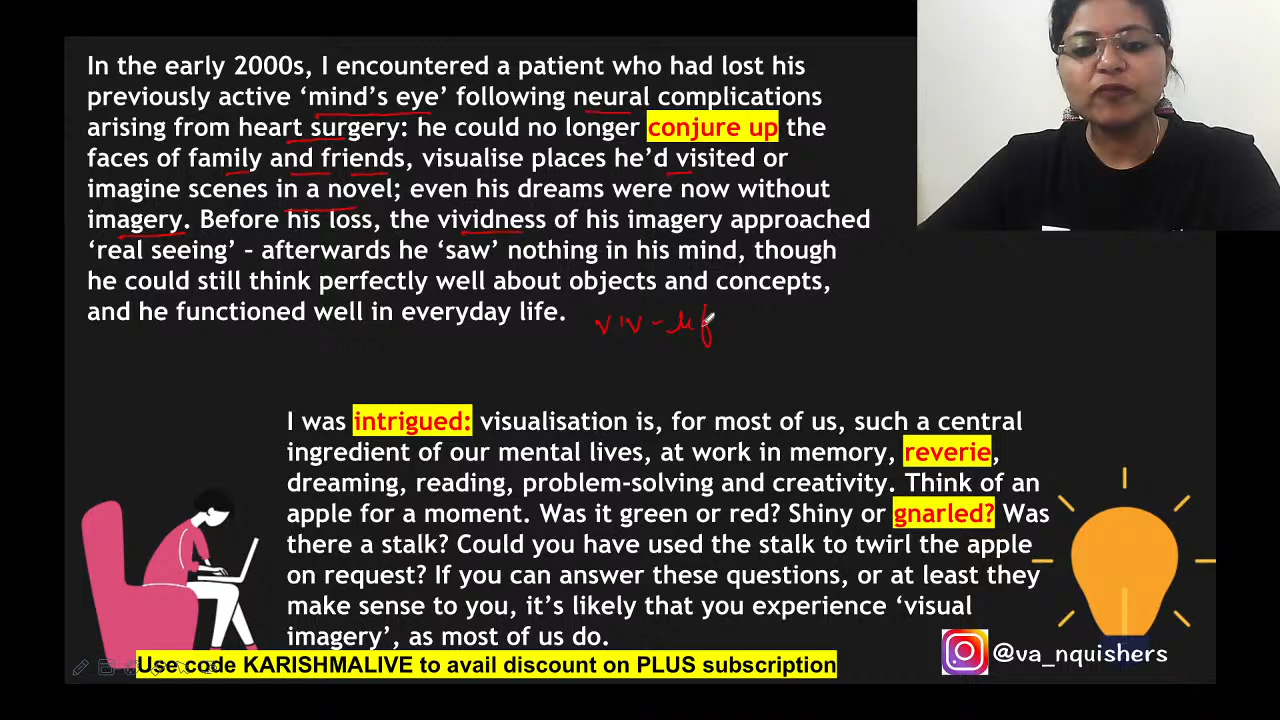 In the early 2000s, I encountered a patient who had lost his
previously active ‘mind’s eye’ following neural complications
arising from heart surgery: he could no longer conjure up the
faces of family and friends, visualise places he’d visited or
imagine scenes in a novel; even his dreams were now without
imagery. Before his loss, the vividness of his imagery approached
‘real seeing’ – afterwards he ‘saw’ nothing in his mind, though
he could still think perfectly well about objects and concepts,
and he functioned well in everyday life.
viv -
I was intrigued: visualisation is, for most of us, such a central
ingredient of our mental lives, at work in memory, reverie,
dreaming, reading, problem-solving and creativity. Think of an
apple for a moment. Was it green or red? Shiny or gnarled? Was
there a stalk? Could you have used the stalk to twirl the apple
on request? If you can answer these questions, or at least they
make sense to you, it’s likely that you experience ‘visual
imagery’, as most of us do.
@va_nquishers
Use code KARISHMALIVE to avail discount on PLUS subscription